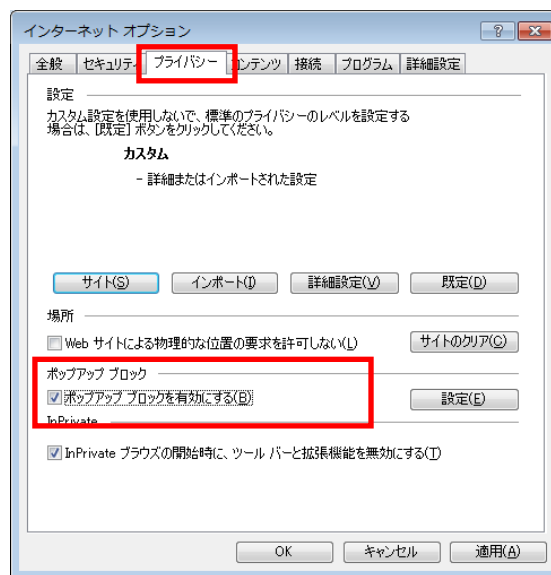 インターネット オプション
全般 セキュリティ プライバシー コンテンツ 接続 プログラム 詳細設定
設定
カスタム設定を使用しないで、標準のプライバシーのレベルを設定する
場合は、[既定] ボタンをクリックしてください。
カスタム
- 詳細またはインポートされた設定
サイト(S) インポート(I) 詳細設定(V) 既定(D)
場所
Web サイトによる物理的な位置の要求を許可しない(L) サイトのクリア(C)
ポップアップ ブロック
ポップアップ ブロックを有効にする(B) 設定(E)
InPrivate
InPrivate ブラウズの開始時に、ツール バーと拡張機能を無効にする(T)
OK キャンセル 適用(A)